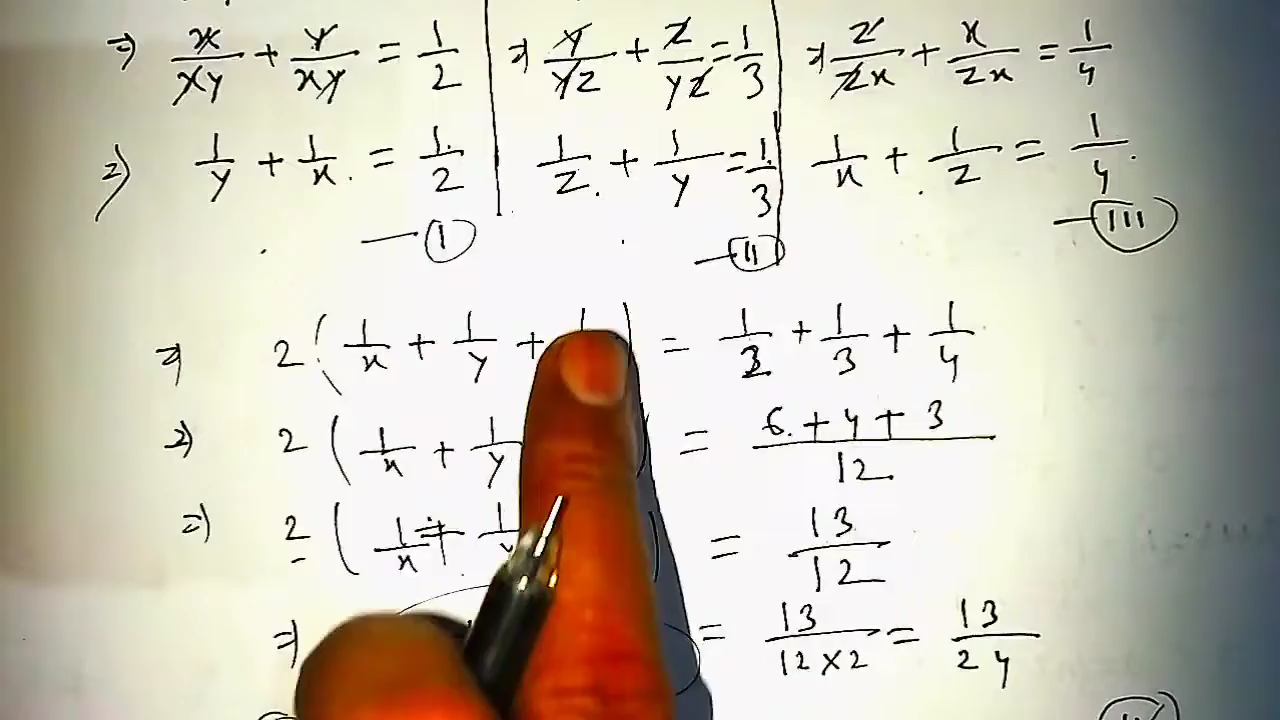 ⇒ x/xy + y/xy = 1/2 | ⇒ y/yz + z/yz = 1/3 | ⇒ z/zx + x/zx = 1/4
⇒ 1/y + 1/x = 1/2 | 1/z + 1/y = 1/3 | 1/x + 1/z = 1/4
— (I) — (II) — (III)
⇒ 2(1/x + 1/y + 1 ) = 1/2 + 1/3 + 1/4
⇒ 2(1/x + 1/y ) = 6 + 4 + 3 / 12
⇒ 2(1/x + 1/y ) = 13/12
⇒ = 13/12×2 = 13/24